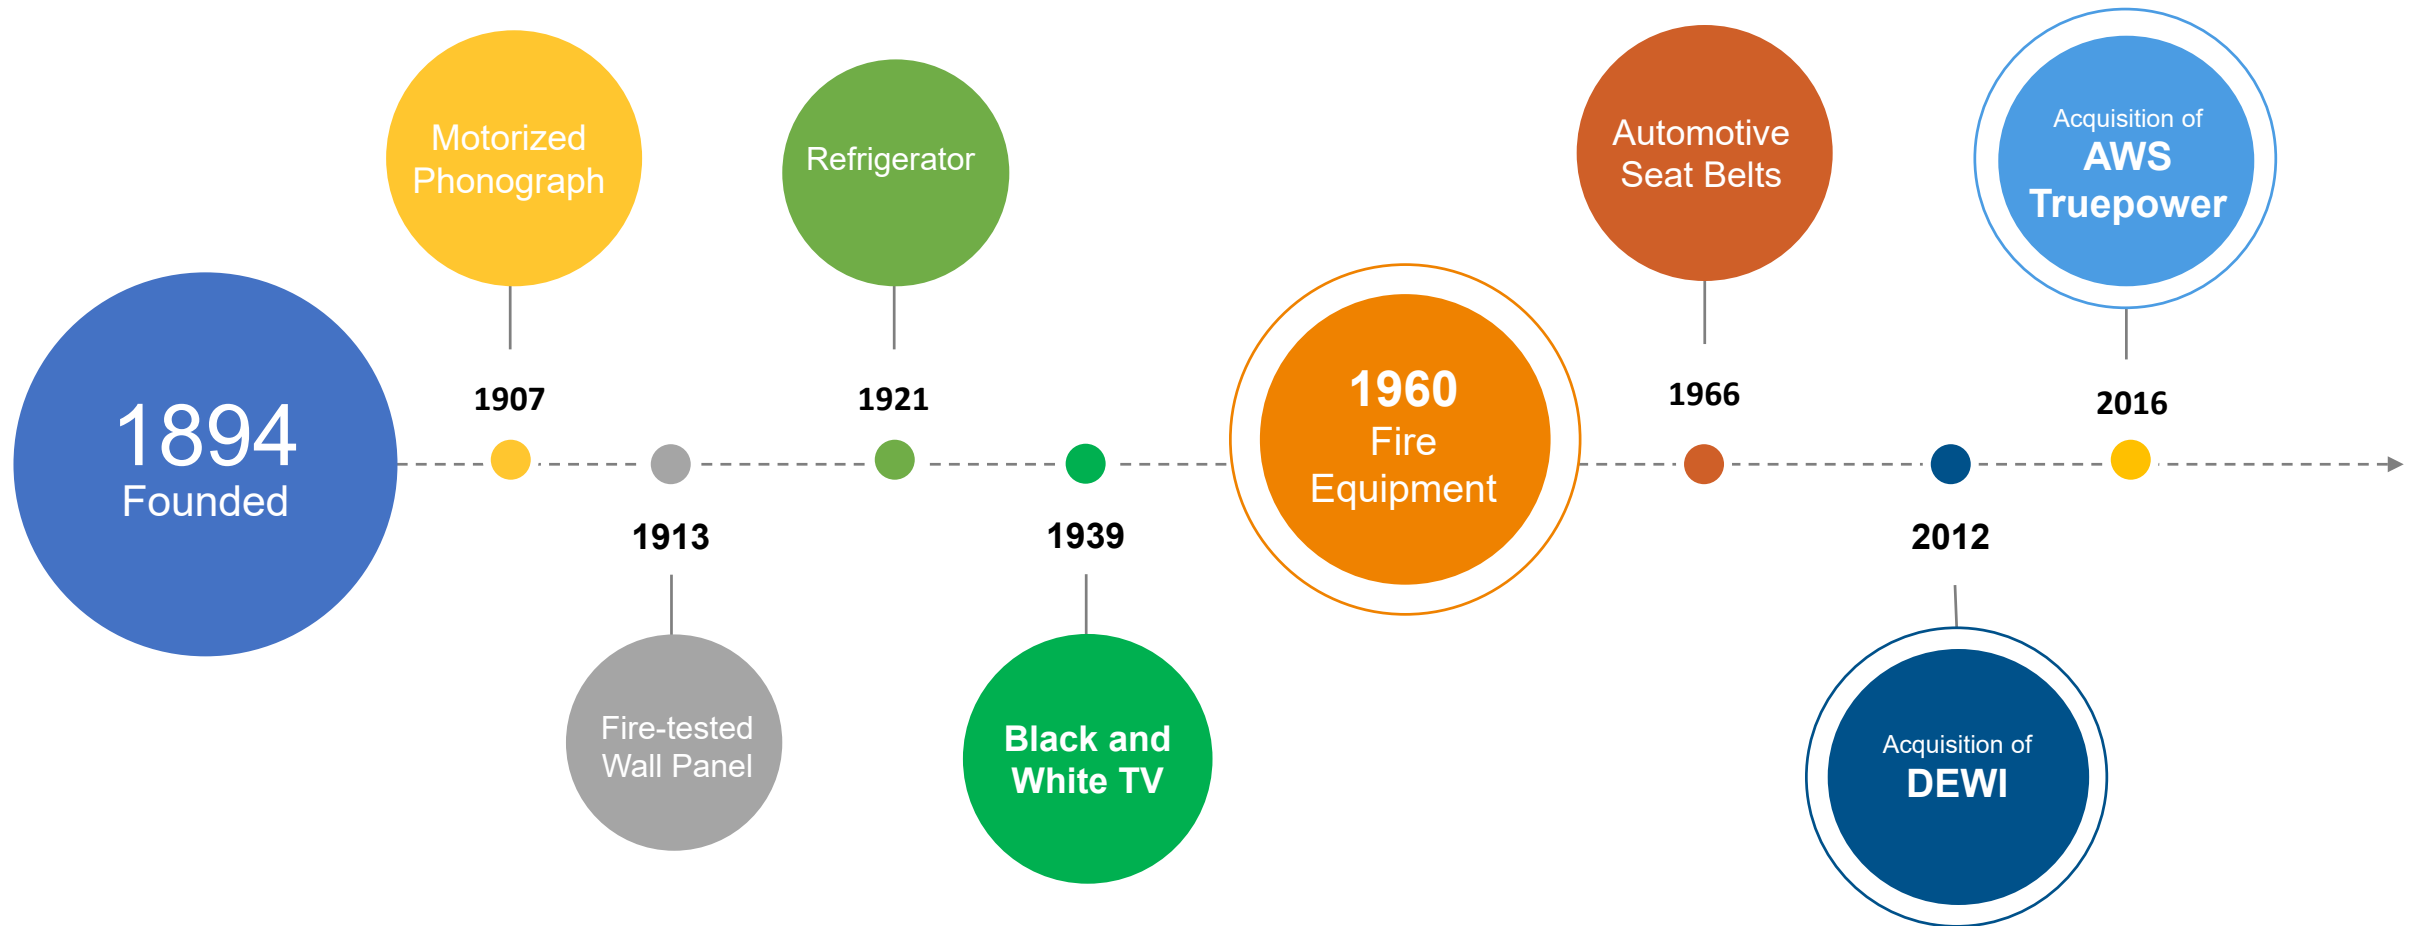 1894
Founded
Motorized
Phonograph
1907
1913
Fire-tested
Wall Panel
Refrigerator
1921
1939
Black and
White TV
1960
Fire
Equipment
Automotive
Seat Belts
1966
2012
Acquisition of
DEWI
Acquisition of
AWS
Truepower
2016